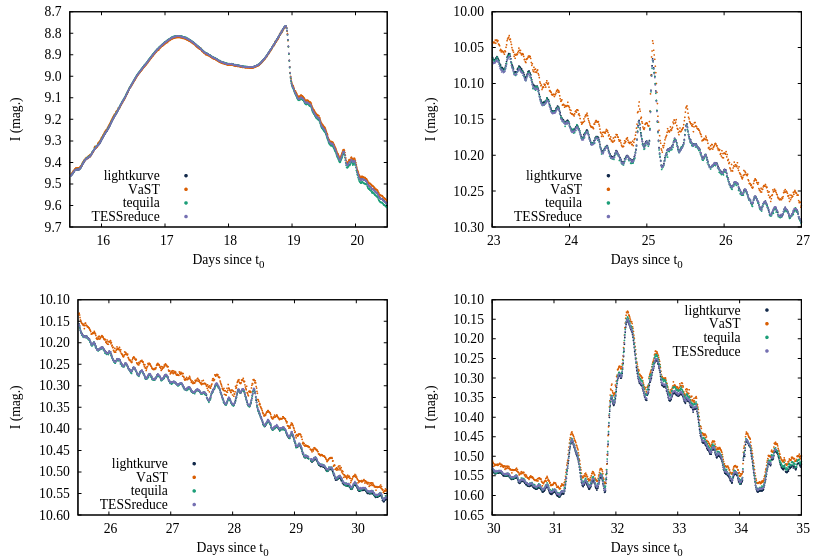 8.7
8.8
8.9
9.0
9.1
9.2
9.3
9.4
9.5
9.6
9.7
I (mag.)
lightkurve
VaST
tequila
TESSreduce
16 17 18 19 20
Days since t0
10.00
10.05
10.10
10.15
10.20
10.25
10.30
I (mag.)
lightkurve
VaST
tequila
TESSreduce
23 24 25 26 27
Days since t0
10.10
10.15
10.20
10.25
10.30
10.35
10.40
10.45
10.50
10.55
10.60
I (mag.)
lightkurve
VaST
tequila
TESSreduce
26 27 28 29 30
Days since t0
10.10
10.15
10.20
10.25
10.30
10.35
10.40
10.45
10.50
10.55
10.60
10.65
I (mag.)
lightkurve
VaST
tequila
TESSreduce
30 31 32 33 34 35
Days since t0